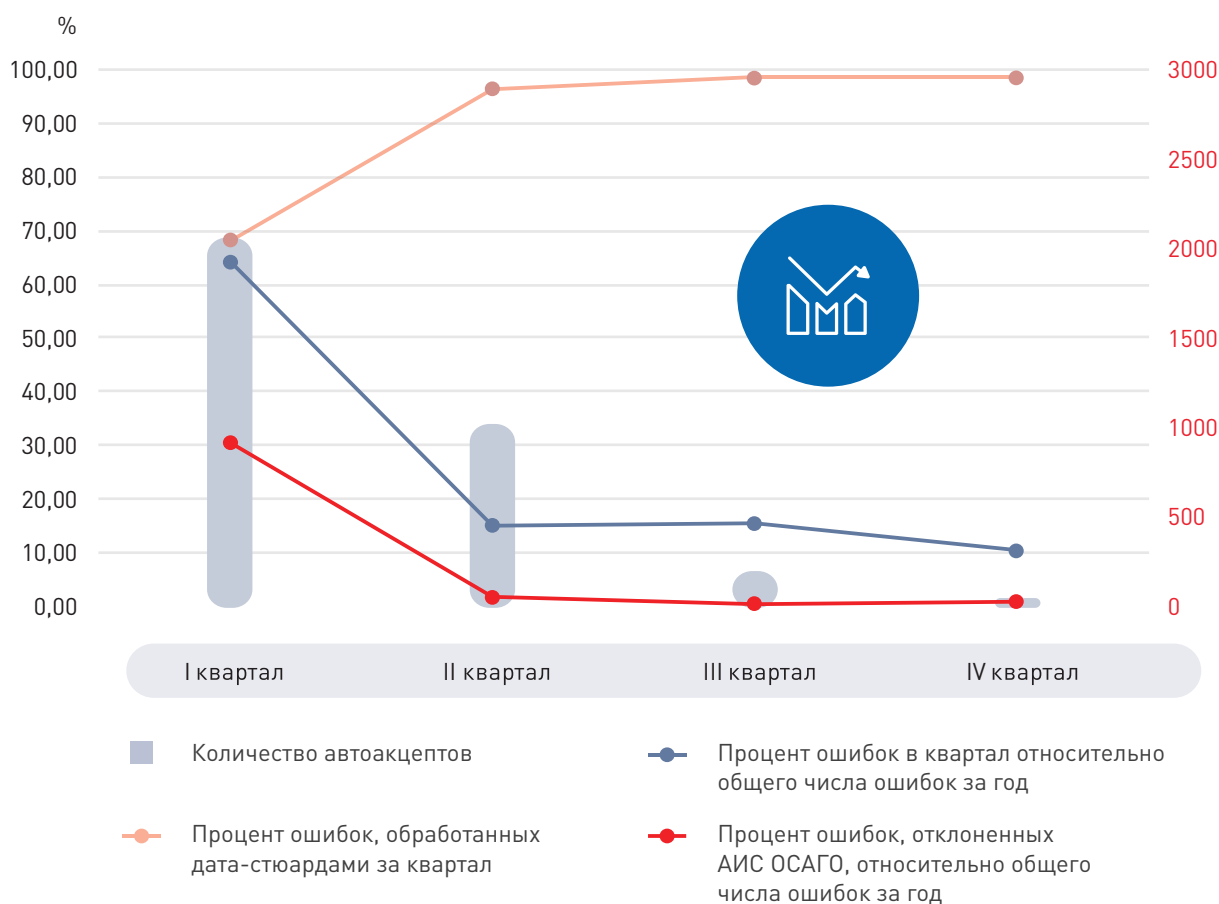 %
100,00
90,00
80,00
70,00
60,00
50,00
40,00
30,00
20,00
10,00
0,00
3000
2500
2000
1500
1000
500
0
I квартал
II квартал
III квартал
IV квартал
Количество автоакцептов
Процент ошибок, обработанных
дата-стюардами за квартал
Процент ошибок в квартал относительно
общего числа ошибок за год
Процент ошибок, отклоненных
АИС ОСАГО, относительно общего
числа ошибок за год